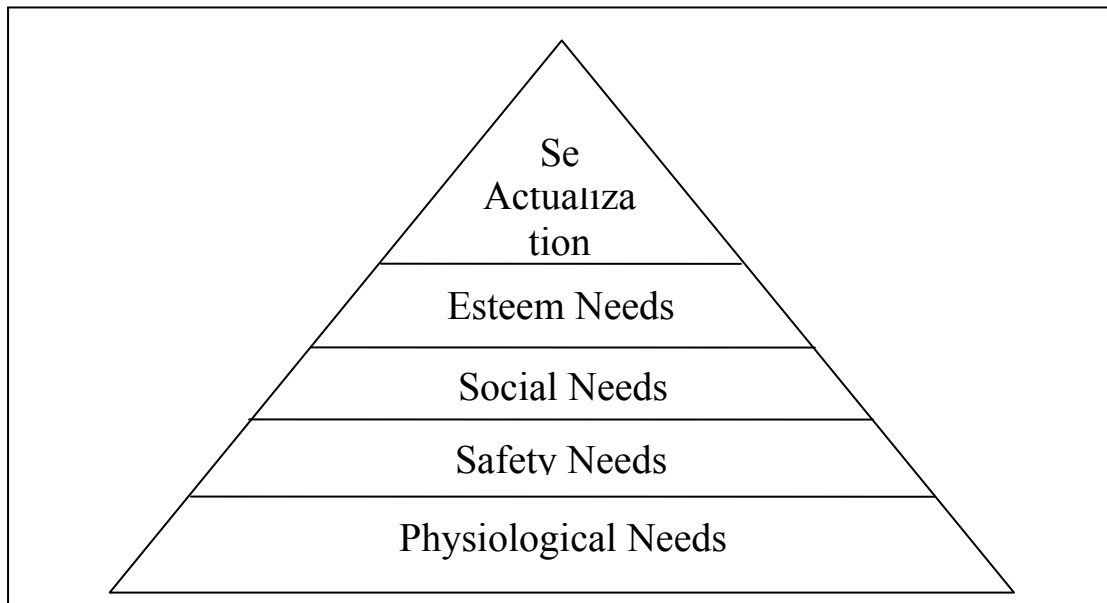 Se
Actualiza
tion
Esteem Needs
Social Needs
Safety Needs
Physiological Needs